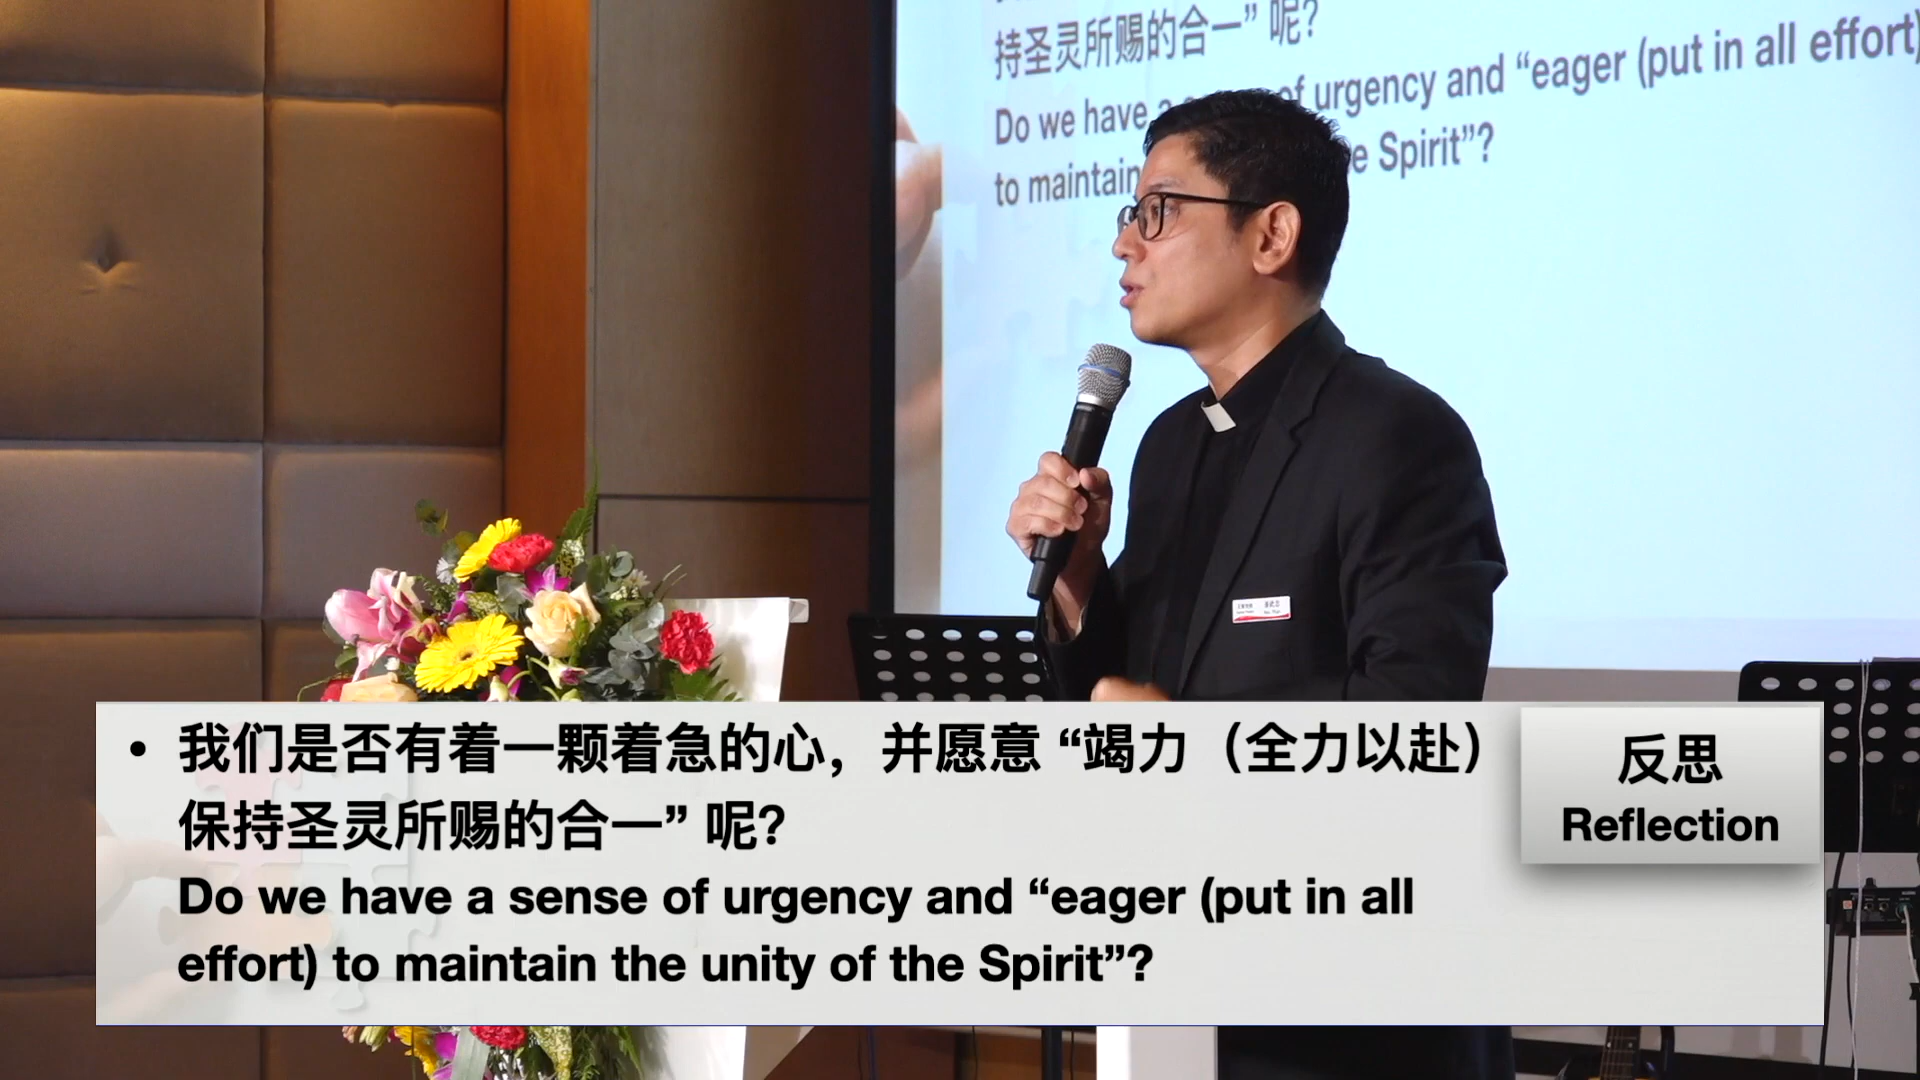 持圣灵所赐的合一” 呢?
Do we have a of urgency and “eager (put in all effort)
to maintain e Spirit”?
• 我们是否有着一颗着急的心，并愿意 “竭力（全力以赴）
保持圣灵所赐的合一” 呢?
Do we have a sense of urgency and “eager (put in all
effort) to maintain the unity of the Spirit”?
反思
Reflection